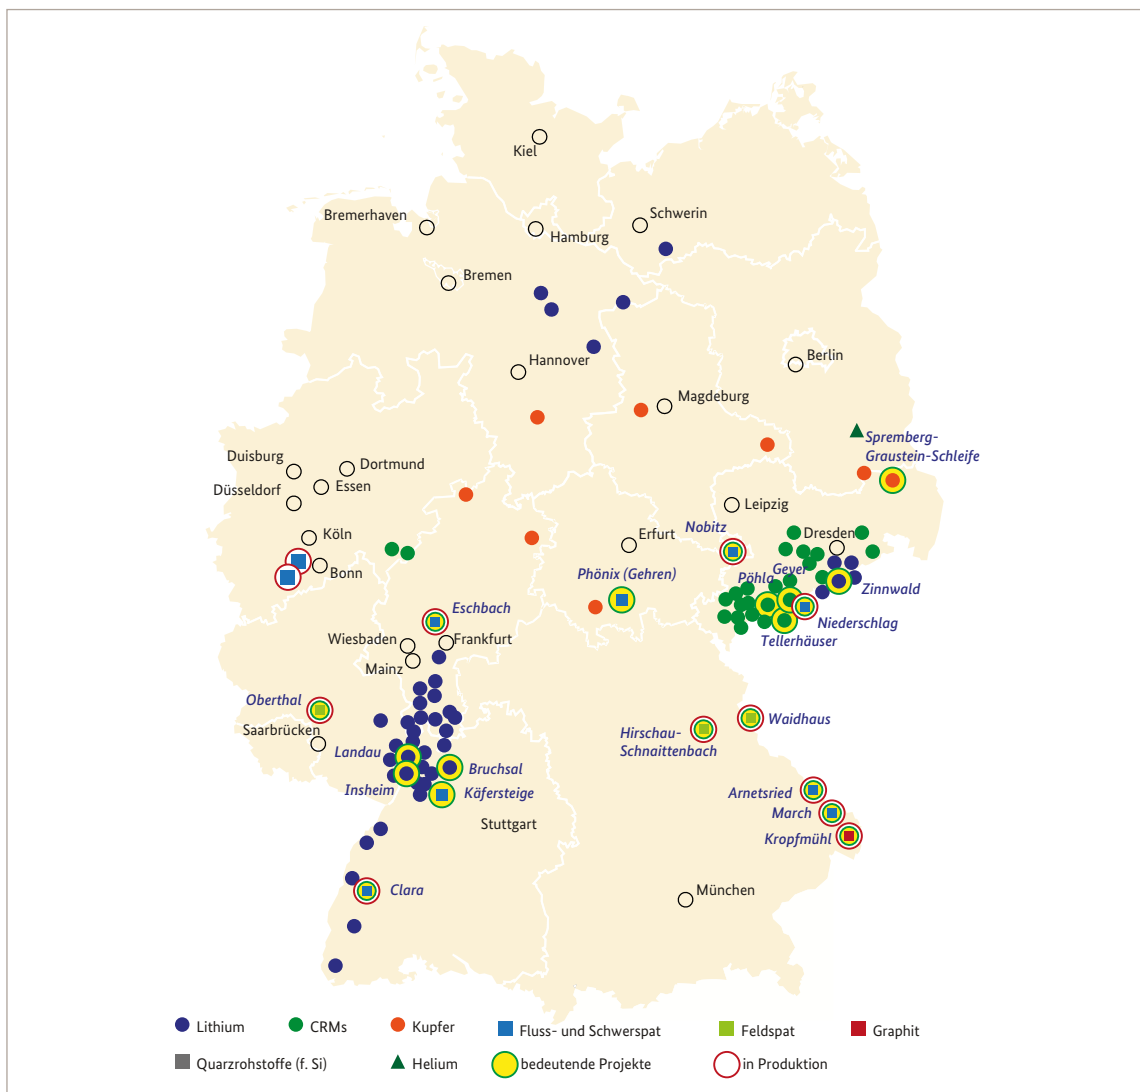 Kiel
Bremerhaven
Schwerin
Hamburg
Bremen
Hannover
Berlin
Magdeburg
Spremberg-
Graustein-Schleife
Duisburg
Dortmund
Essen
Düsseldorf
Leipzig
Köln
Erfurt
Nobitz
Dresden
Bonn
Phönix (Gehren)
Geyer
Pöhla
Zinnwald
Eschbach
Niederschlag
Wiesbaden
Frankfurt
Tellerhäuser
Mainz
Oberthal
Saarbrücken
Waidhaus
Hirschau-
Schnaittenbach
Landau
Bruchsal
Insheim
Käfersteige
Arnetsried
Stuttgart
March
Kropfmühl
Clara
München
Lithium
CRMs
Kupfer
Fluss- und Schwerspat
Feldspat
Graphit
Quarzrohstoffe (f. Si)
Helium
bedeutende Projekte
in Produktion